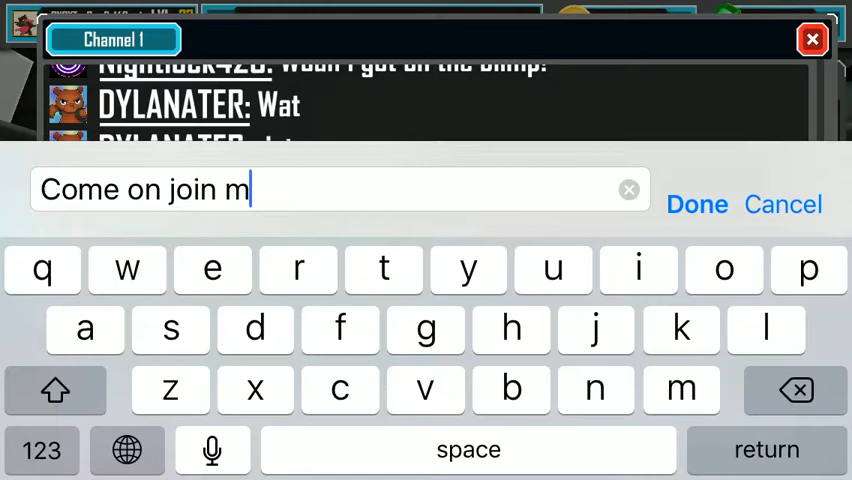 Channel 1
DYLANATER: Wat
Come on join m
Done Cancel
q w e r t y u i o p
a s d f g h j k l
z x c v b n m
123 space return